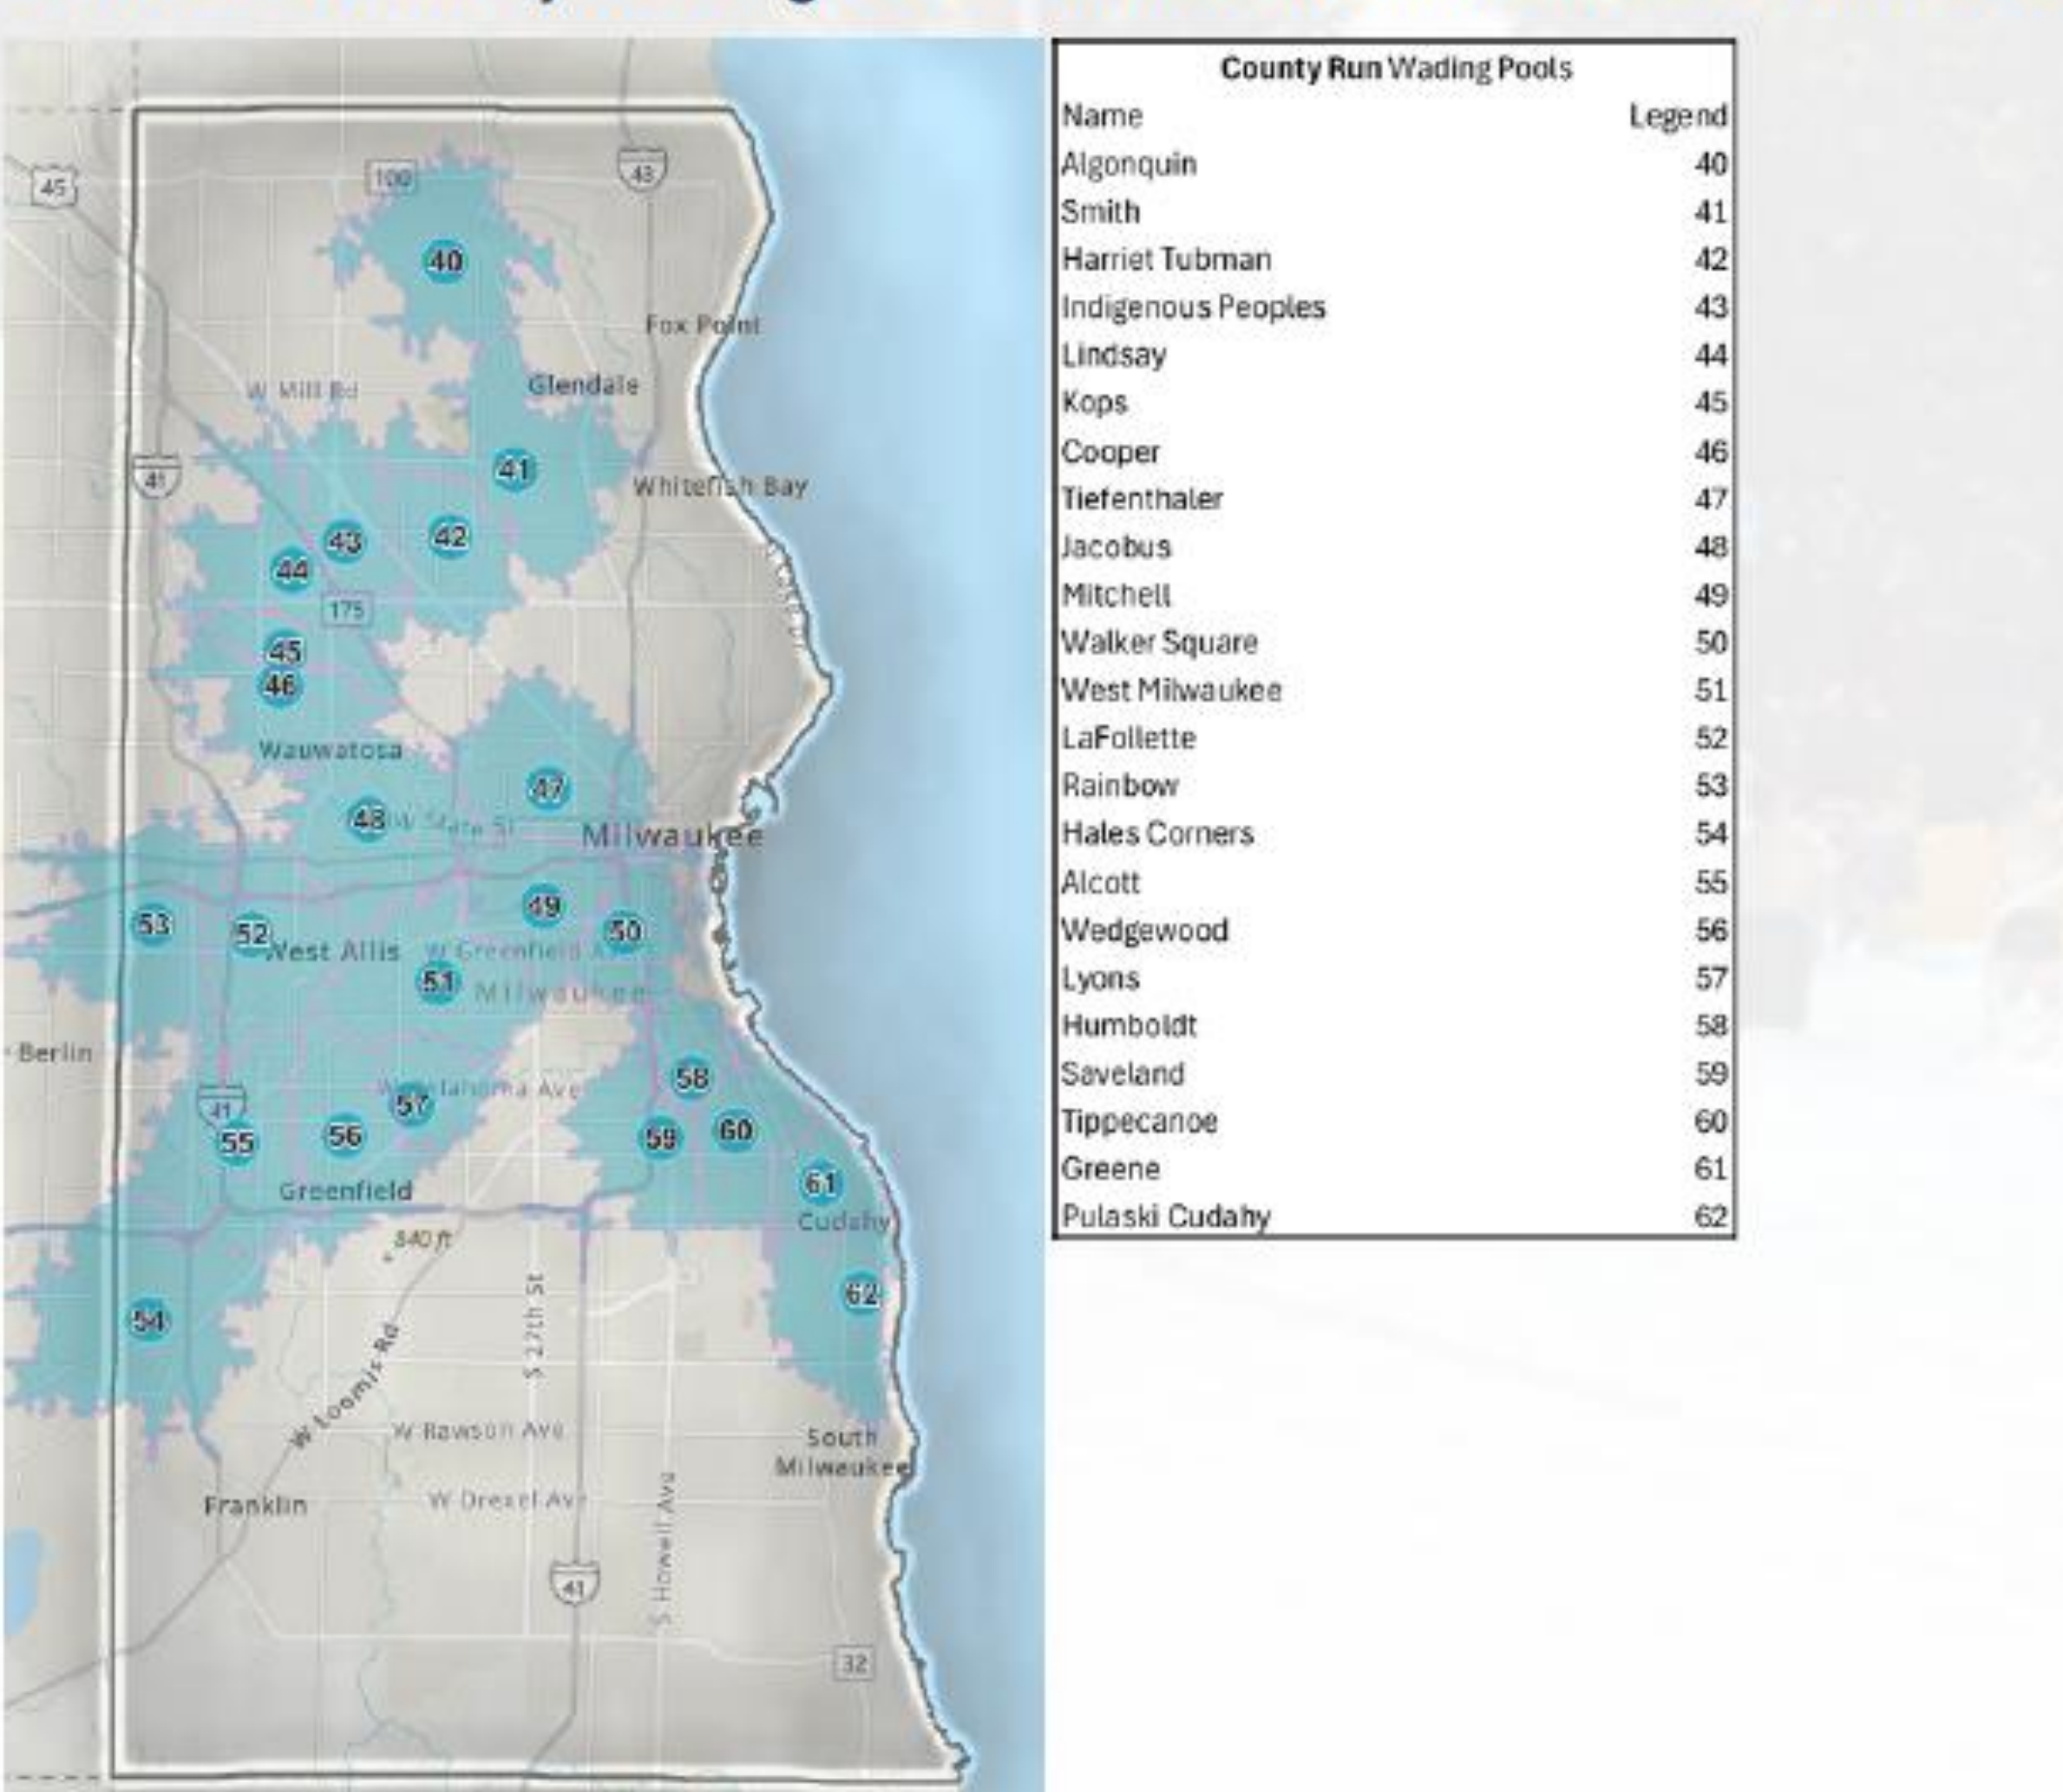 County Run Wading Pools
Name Legend
Algonquin 40
Smith 41
Harriet Tubman 42
Indigenous Peoples 43
Lindsay 44
Kops 45
Cooper 46
Tiefenthaler 47
Jacobus 48
Mitchell 49
Walker Square 50
West Milwaukee 51
LaFollette 52
Rainbow 53
Hales Corners 54
Alcott 55
Wedgewood 56
Lyons 57
Humboldt 58
Saveland 59
Tippecanoe 60
Greene 61
Pulaski Cudahy 62
100
43
45
40
Fox Point
W Mill Rd
Glendale
41
41
Whitefish Bay
43
42
44
175
45
46
Wauwatosa
47
48
W State St
Milwaukee
49
53
52
50
West Allis
W Greenfield
51
Milwaukee
Berlin
58
41
57
Ave
55
56
59
60
61
Greenfield
Cudahy
840 ft
62
54
S 27th St
W Loomis Rd
W Rawson Ave
South
Milwaukee
Franklin
W Drexel Av
S Howell Ave
41
32